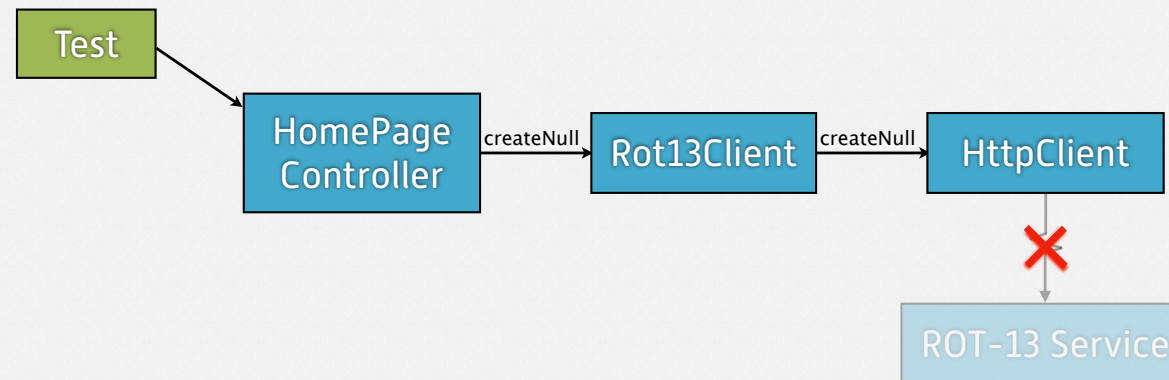 Test
HomePage
Controller
createNull
Rot13Client
createNull
HttpClient
ROT-13 Service